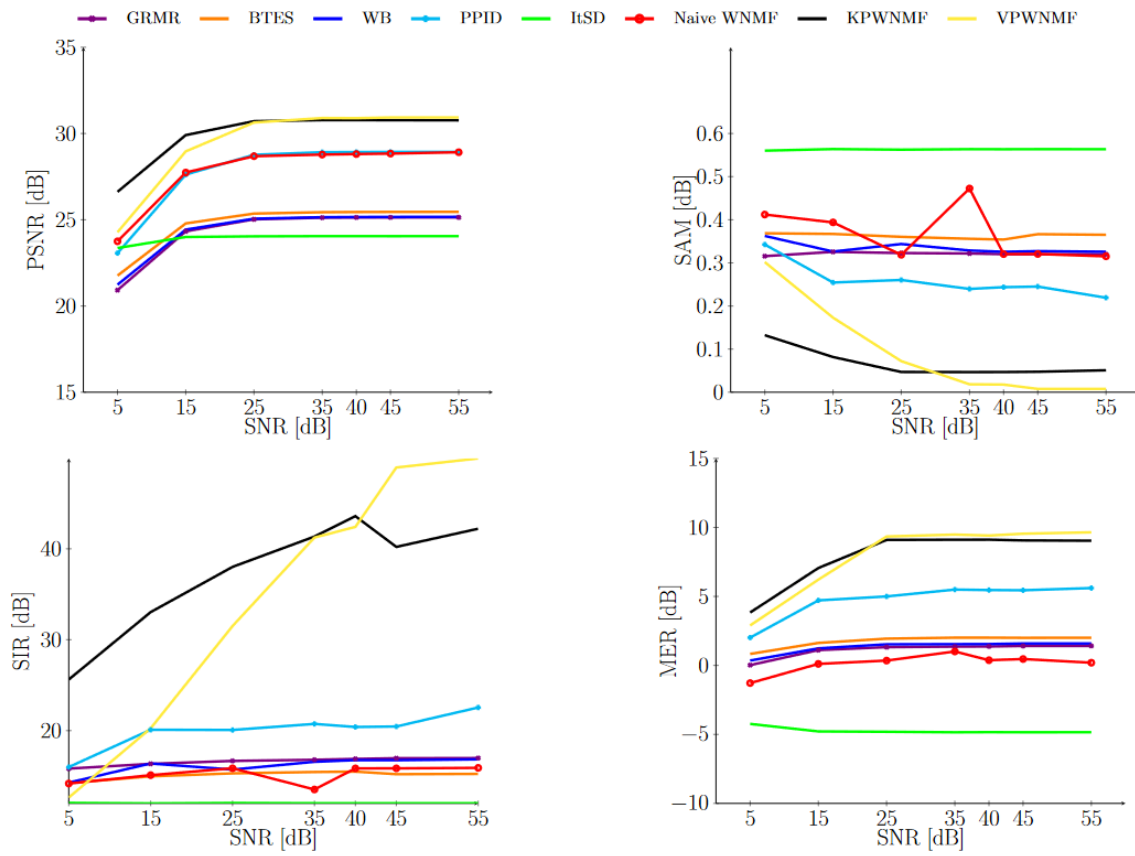 GRMR BTES WB PPID ItSD Naive WNMF KPWNMF VPWNMF
35
30
25
20
15
PSNR [dB]
5 15 25 35 40 45 55
SNR [dB]
0.6
0.5
0.4
0.3
0.2
0.1
0
SAM [dB]
5 15 25 35 40 45 55
SNR [dB]
40
30
20
SIR [dB]
5 15 25 35 40 45 55
SNR [dB]
15
10
5
0
−5
−10
MER [dB]
5 15 25 35 40 45 55
SNR [dB]